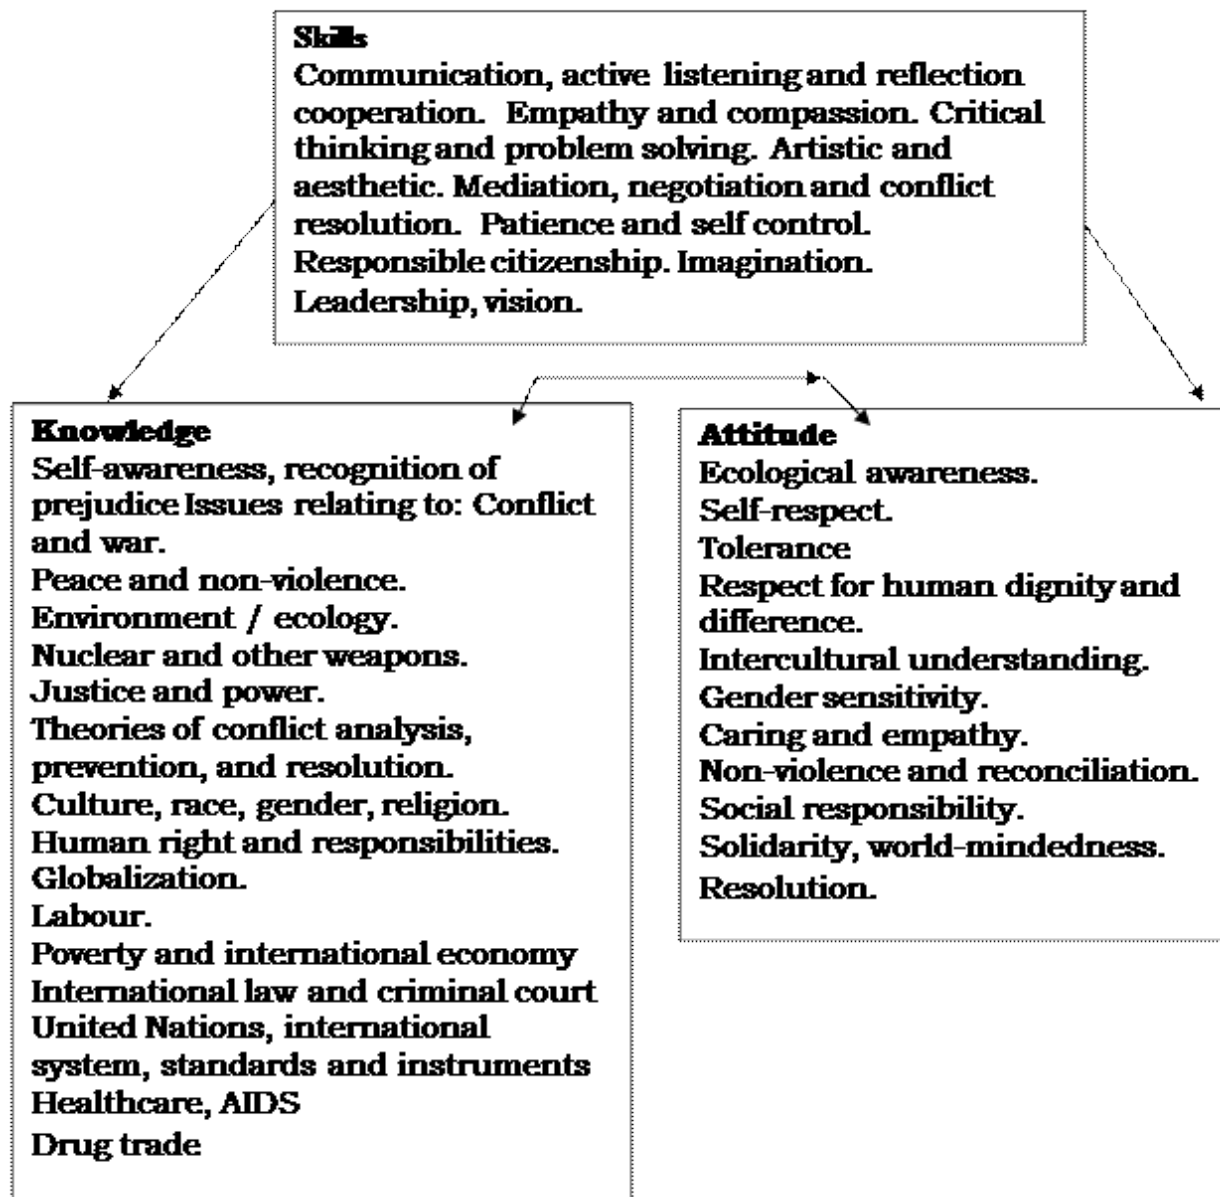 Skills
Communication, active listening and reflection
cooperation. Empathy and compassion. Critical
thinking and problem solving. Artistic and
aesthetic. Mediation, negotiation and conflict
resolution. Patience and self control.
Responsible citizenship. Imagination.
Leadership, vision.
Knowledge
Self-awareness, recognition of
prejudice Issues relating to: Conflict
and war.
Peace and non-violence.
Environment / ecology.
Nuclear and other weapons.
Justice and power.
Theories of conflict analysis,
prevention, and resolution.
Culture, race, gender, religion.
Human right and responsibilities.
Globalization.
Labour.
Poverty and international economy
International law and criminal court
United Nations, international
system, standards and instruments
Healthcare, AIDS
Drug trade
Attitude
Ecological awareness.
Self-respect.
Tolerance
Respect for human dignity and
difference.
Intercultural understanding.
Gender sensitivity.
Caring and empathy.
Non-violence and reconciliation.
Social responsibility.
Solidarity, world-mindedness.
Resolution.